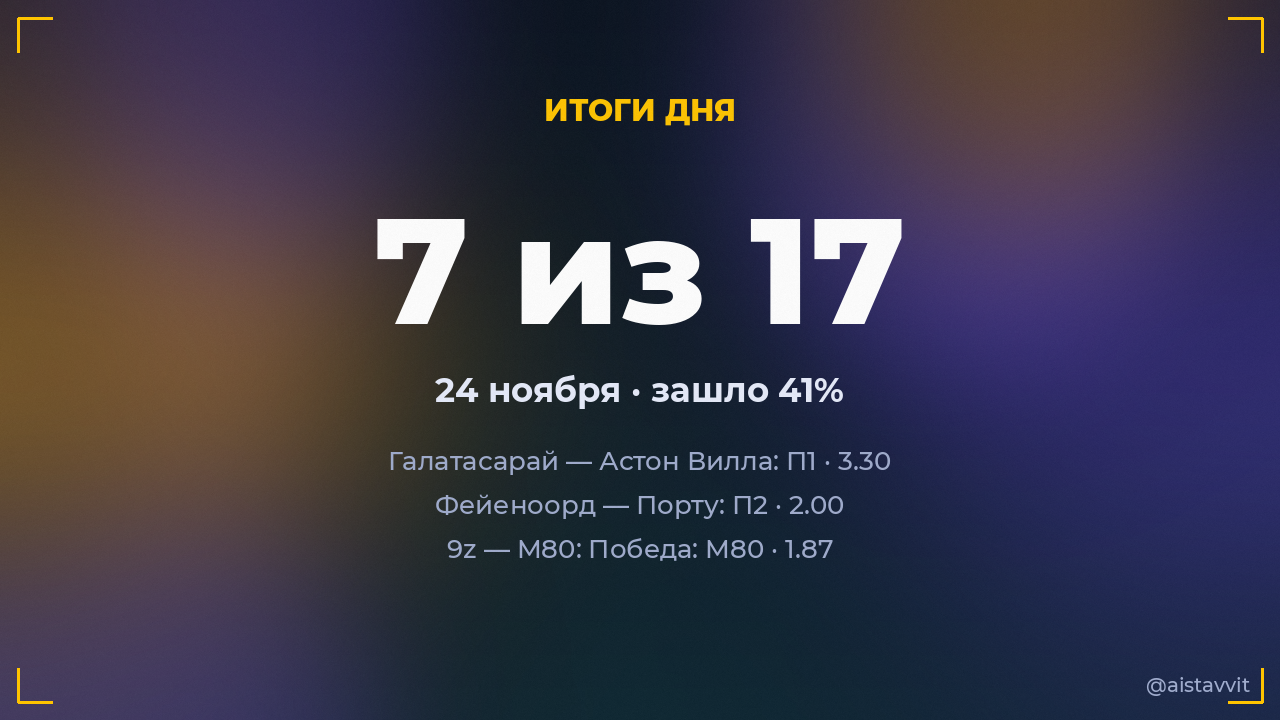 ИТОГИ ДНЯ
7 из 17
24 ноября · зашло 41%
Галатасарай — Астон Вилла: П1 · 3.30
Фейеноорд — Порту: П2 · 2.00
9z — M80: Победа: M80 · 1.87
@aistavvit